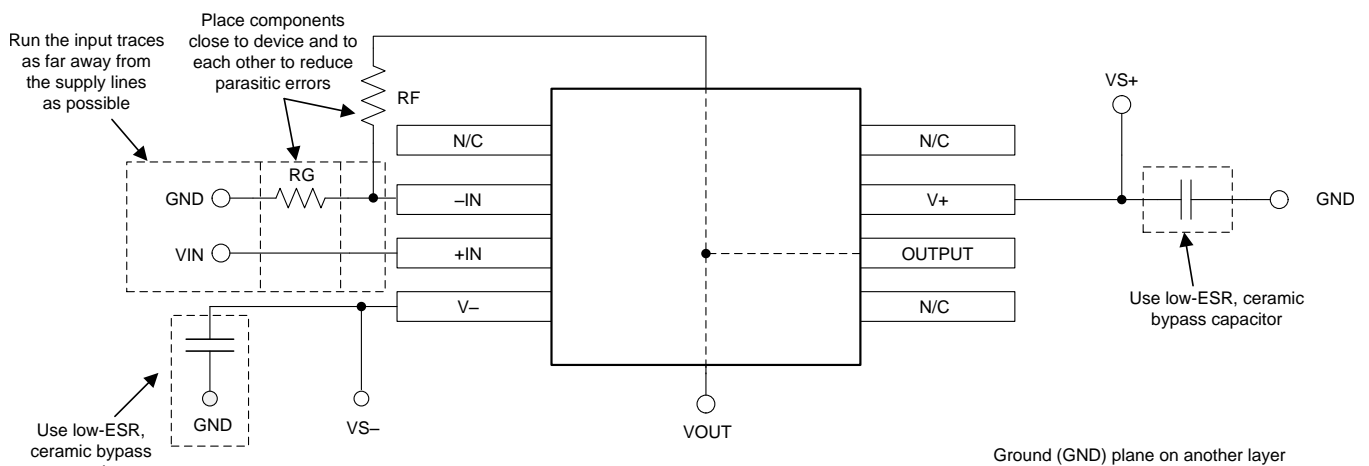 Place components
close to device and to
each other to reduce
parasitic errors
Run the input traces
as far away from
the supply lines
as possible
RF
VS+
N/C
N/C
RG
GND
–IN
V+
GND
VIN
+IN
OUTPUT
V–
N/C
Use low-ESR, ceramic
bypass capacitor
GND
VS–
VOUT
Use low-ESR,
ceramic bypass
Ground (GND) plane on another layer